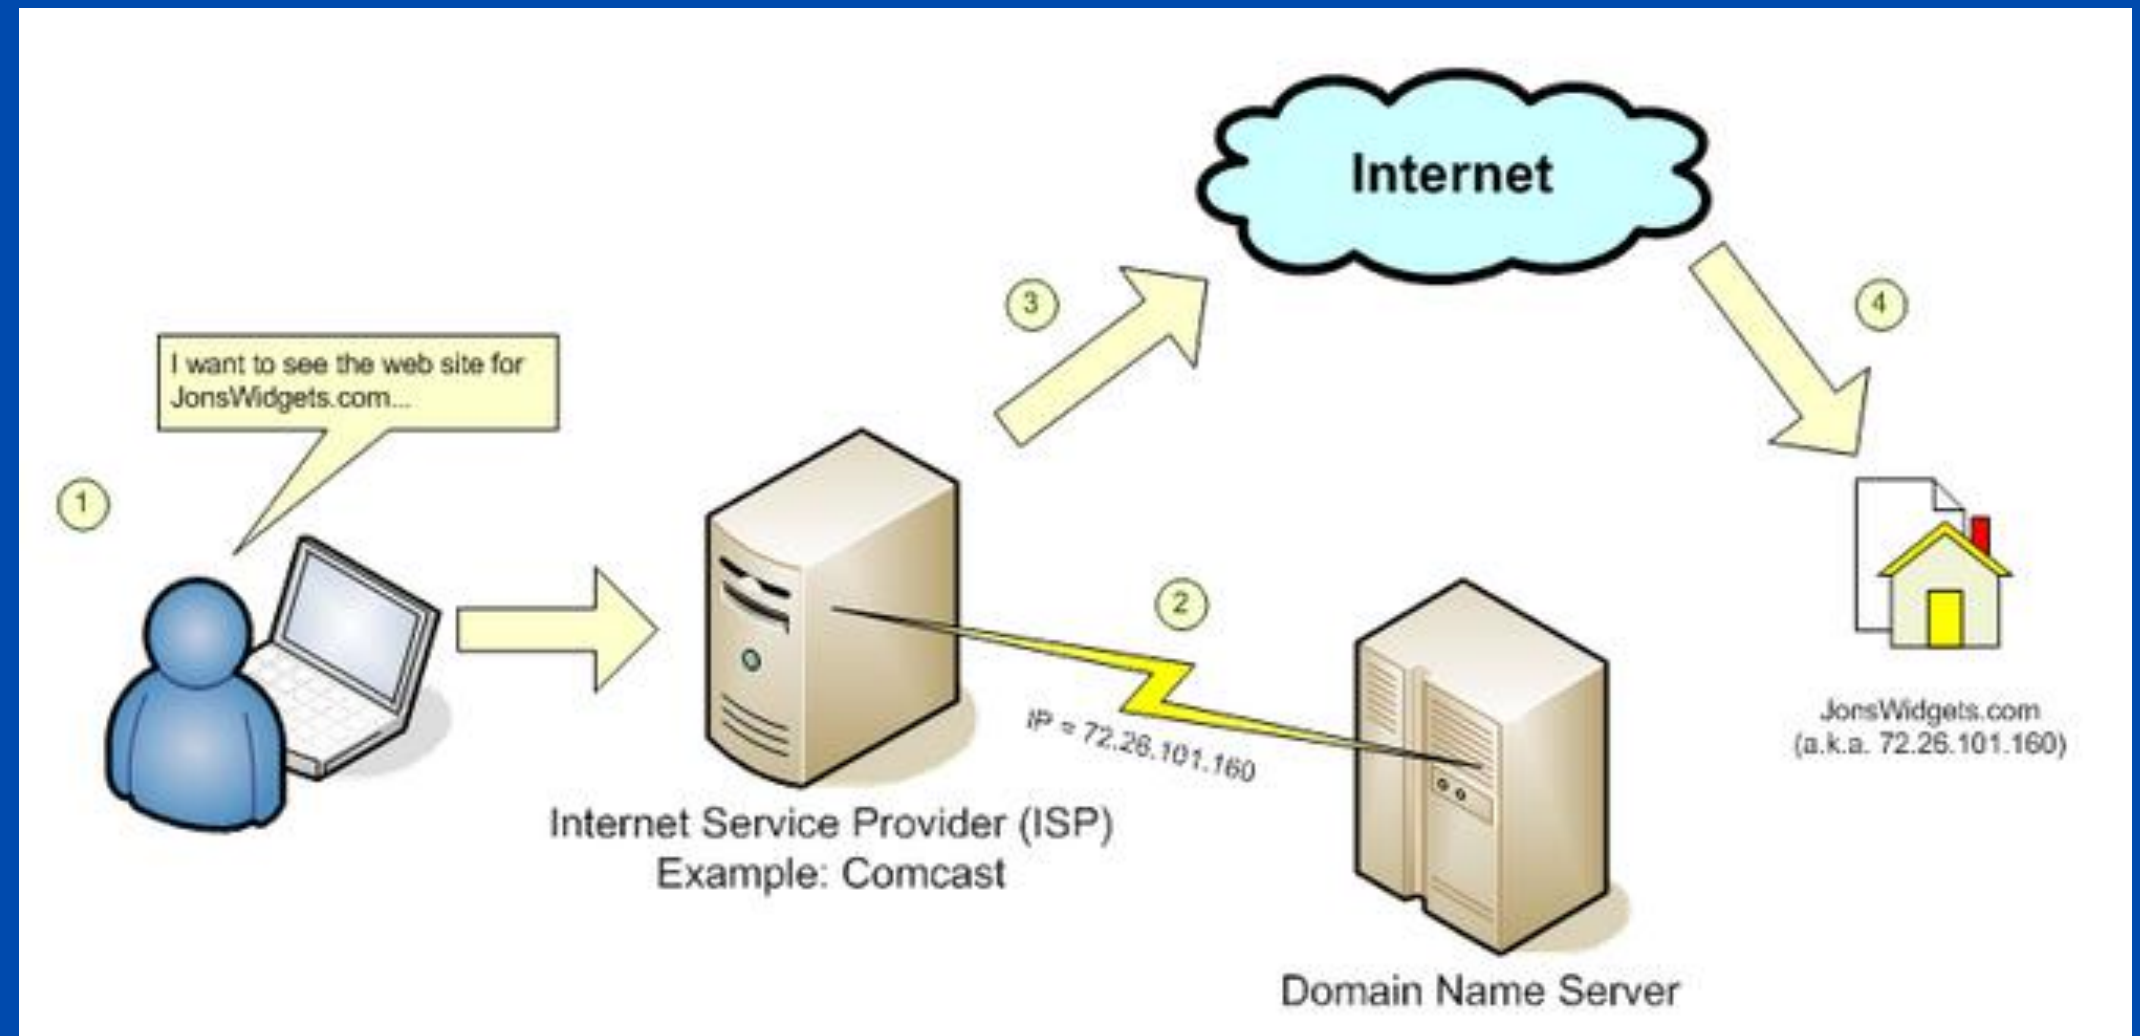 I want to see the web site for
JonsWidgets.com...
1
Internet Service Provider (ISP)
Example: Comcast
2
IP = 72.26.101.160
Domain Name Server
3
Internet
4
JonsWidgets.com
(a.k.a. 72.26.101.160)